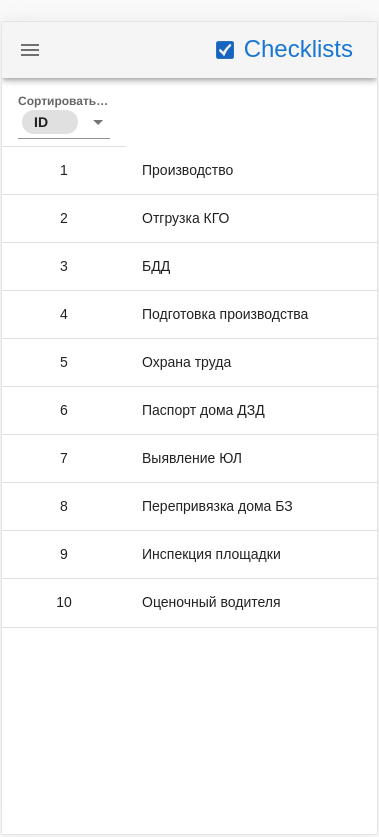 Checklists
Сортировать…
ID
1 Производство
2 Отгрузка КГО
3 БДД
4 Подготовка производства
5 Охрана труда
6 Паспорт дома ДЗД
7 Выявление ЮЛ
8 Перепривязка дома БЗ
9 Инспекция площадки
10 Оценочный водителя